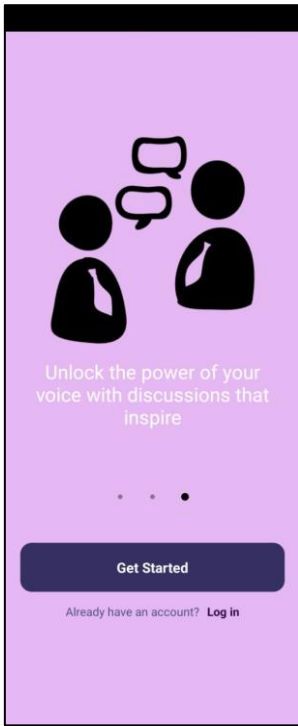 Unlock the power of your
voice with discussions that
inspire
Get Started
Already have an account? Log in